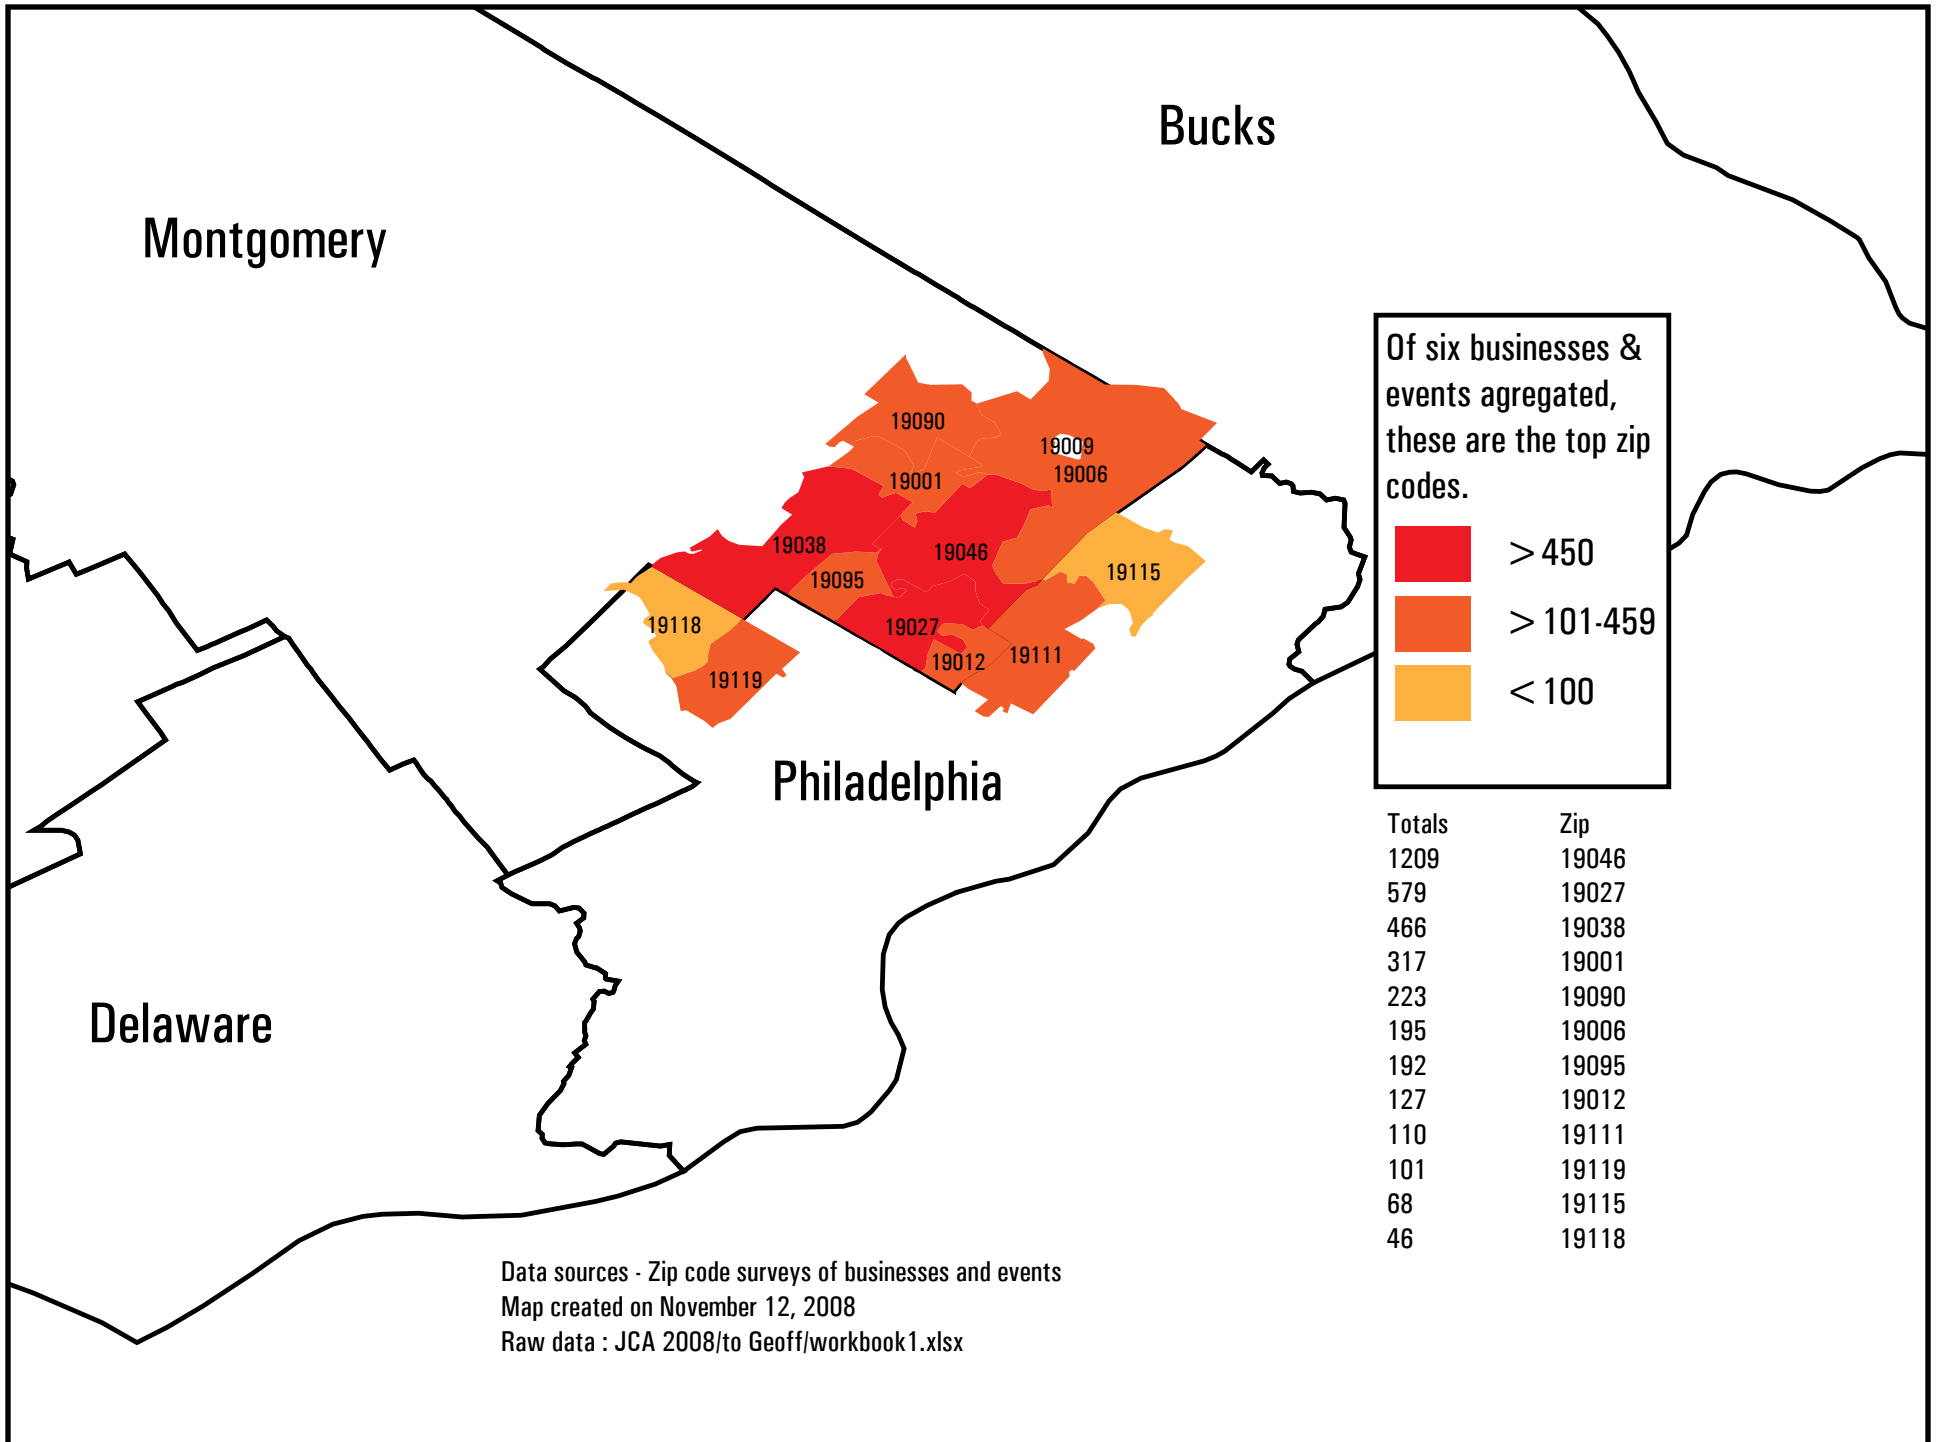 Bucks
Montgomery
Of six businesses &
events agregated,
these are the top zip
codes.
> 450
> 101-459
< 100
19090
19009
19006
19001
19038
19046
19095
19115
19118
19027
19012
19111
19119
Philadelphia
Delaware
Totals Zip
1209 19046
579 19027
466 19038
317 19001
223 19090
195 19006
192 19095
127 19012
110 19111
101 19119
68 19115
46 19118
Data sources - Zip code surveys of businesses and events
Map created on November 12, 2008
Raw data : JCA 2008/to Geoff/workbook1.xlsx